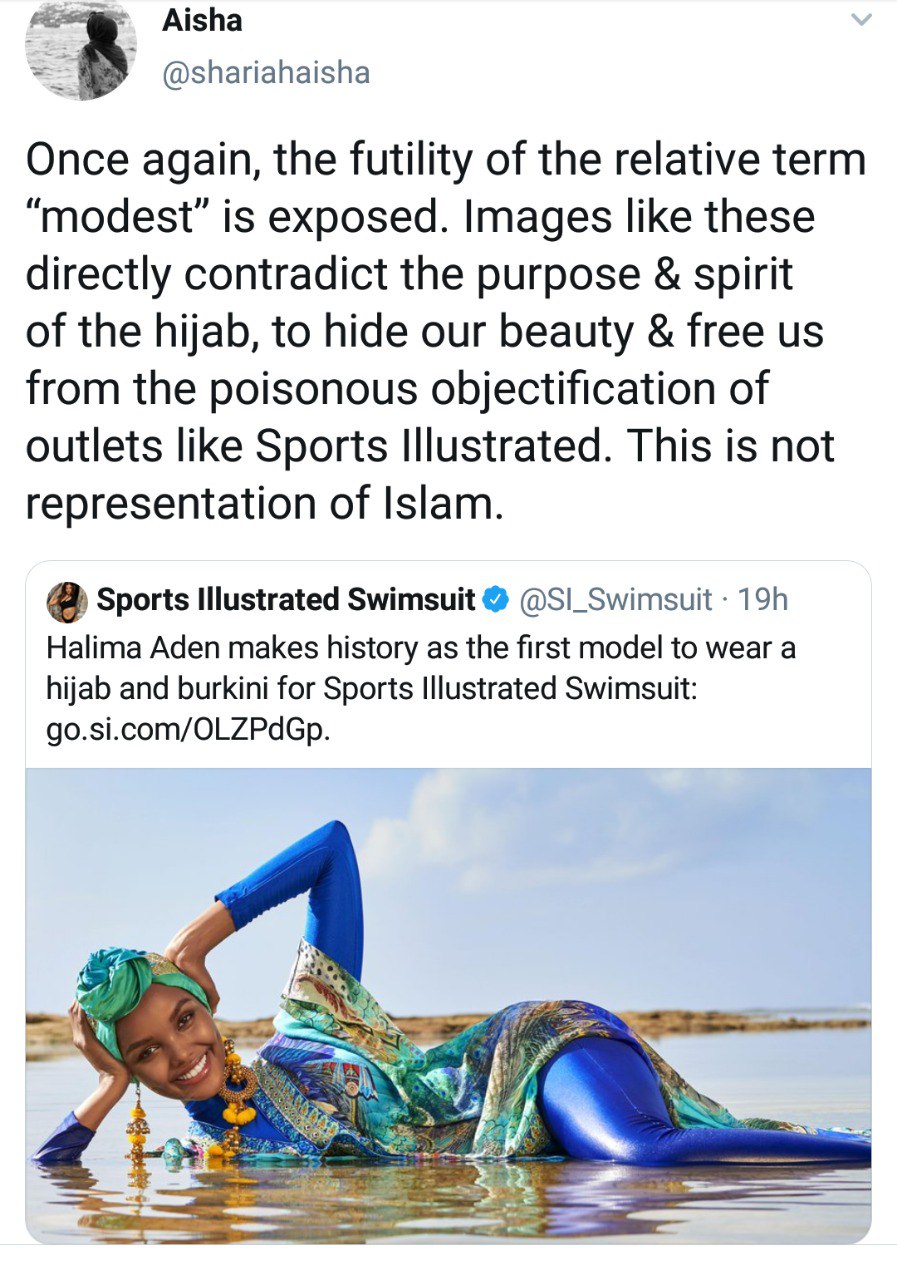 Aisha
@shariahaisha
Once again, the futility of the relative term
“modest” is exposed. Images like these
directly contradict the purpose & spirit
of the hijab, to hide our beauty & free us
from the poisonous objectification of
outlets like Sports Illustrated. This is not
representation of Islam.
Sports Illustrated Swimsuit @SI_Swimsuit · 19h
Halima Aden makes history as the first model to wear a
hijab and burkini for Sports Illustrated Swimsuit:
go.si.com/OLZPdGp.